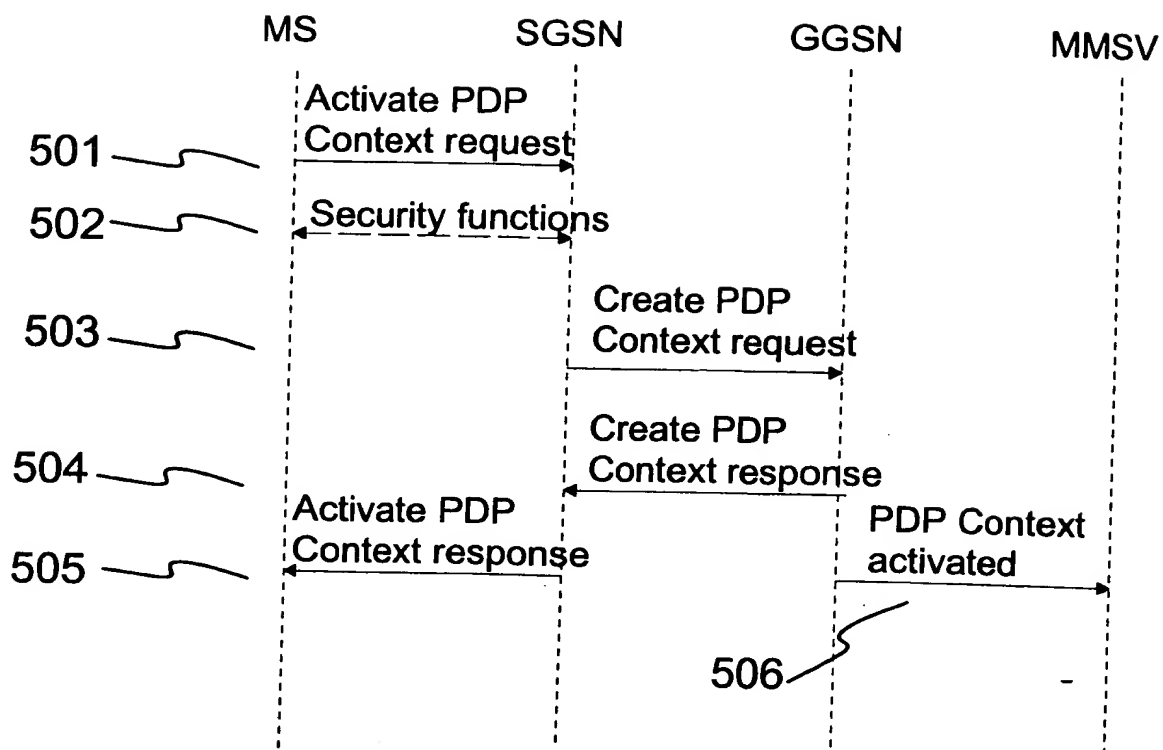 MS SGSN GGSN MMSV
Activate PDP
Context request
501
Security functions
502
Create PDP
Context request
503
Create PDP
Context response
504
Activate PDP
Context response
505
PDP Context
activated
506